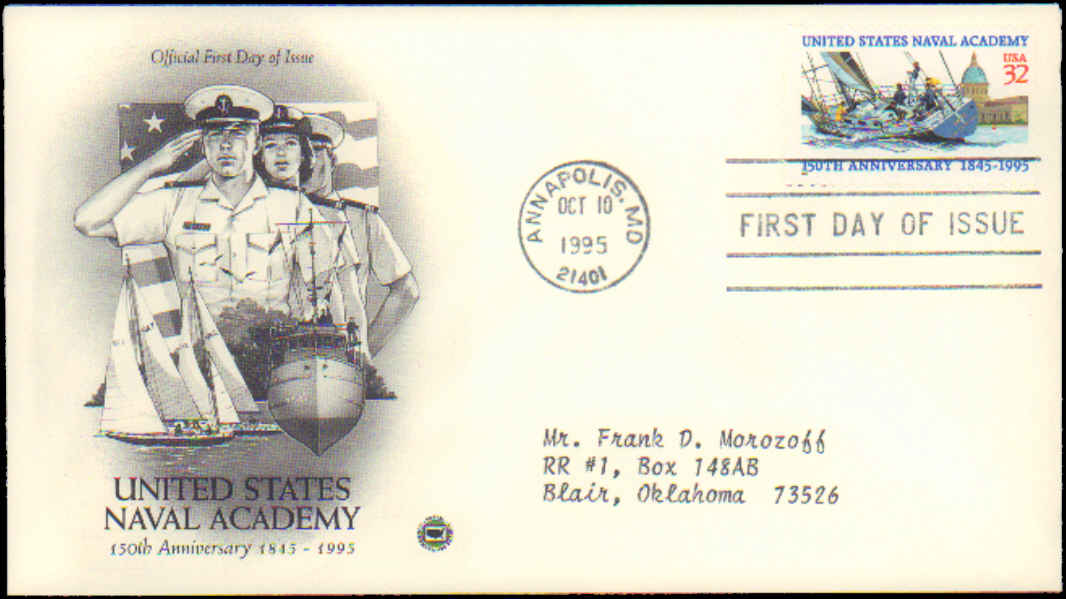 Official First Day of Issue
UNITED STATES
NAVAL ACADEMY
150th Anniversary 1845 - 1995
ANNAPOLIS, MD
OCT 10
1995
21401
UNITED STATES NAVAL ACADEMY
USA
32
150TH ANNIVERSARY 1845-1995
FIRST DAY OF ISSUE
Mr. Frank D. Morozoff
RR #1, Box 148AB
Blair, Oklahoma 73526